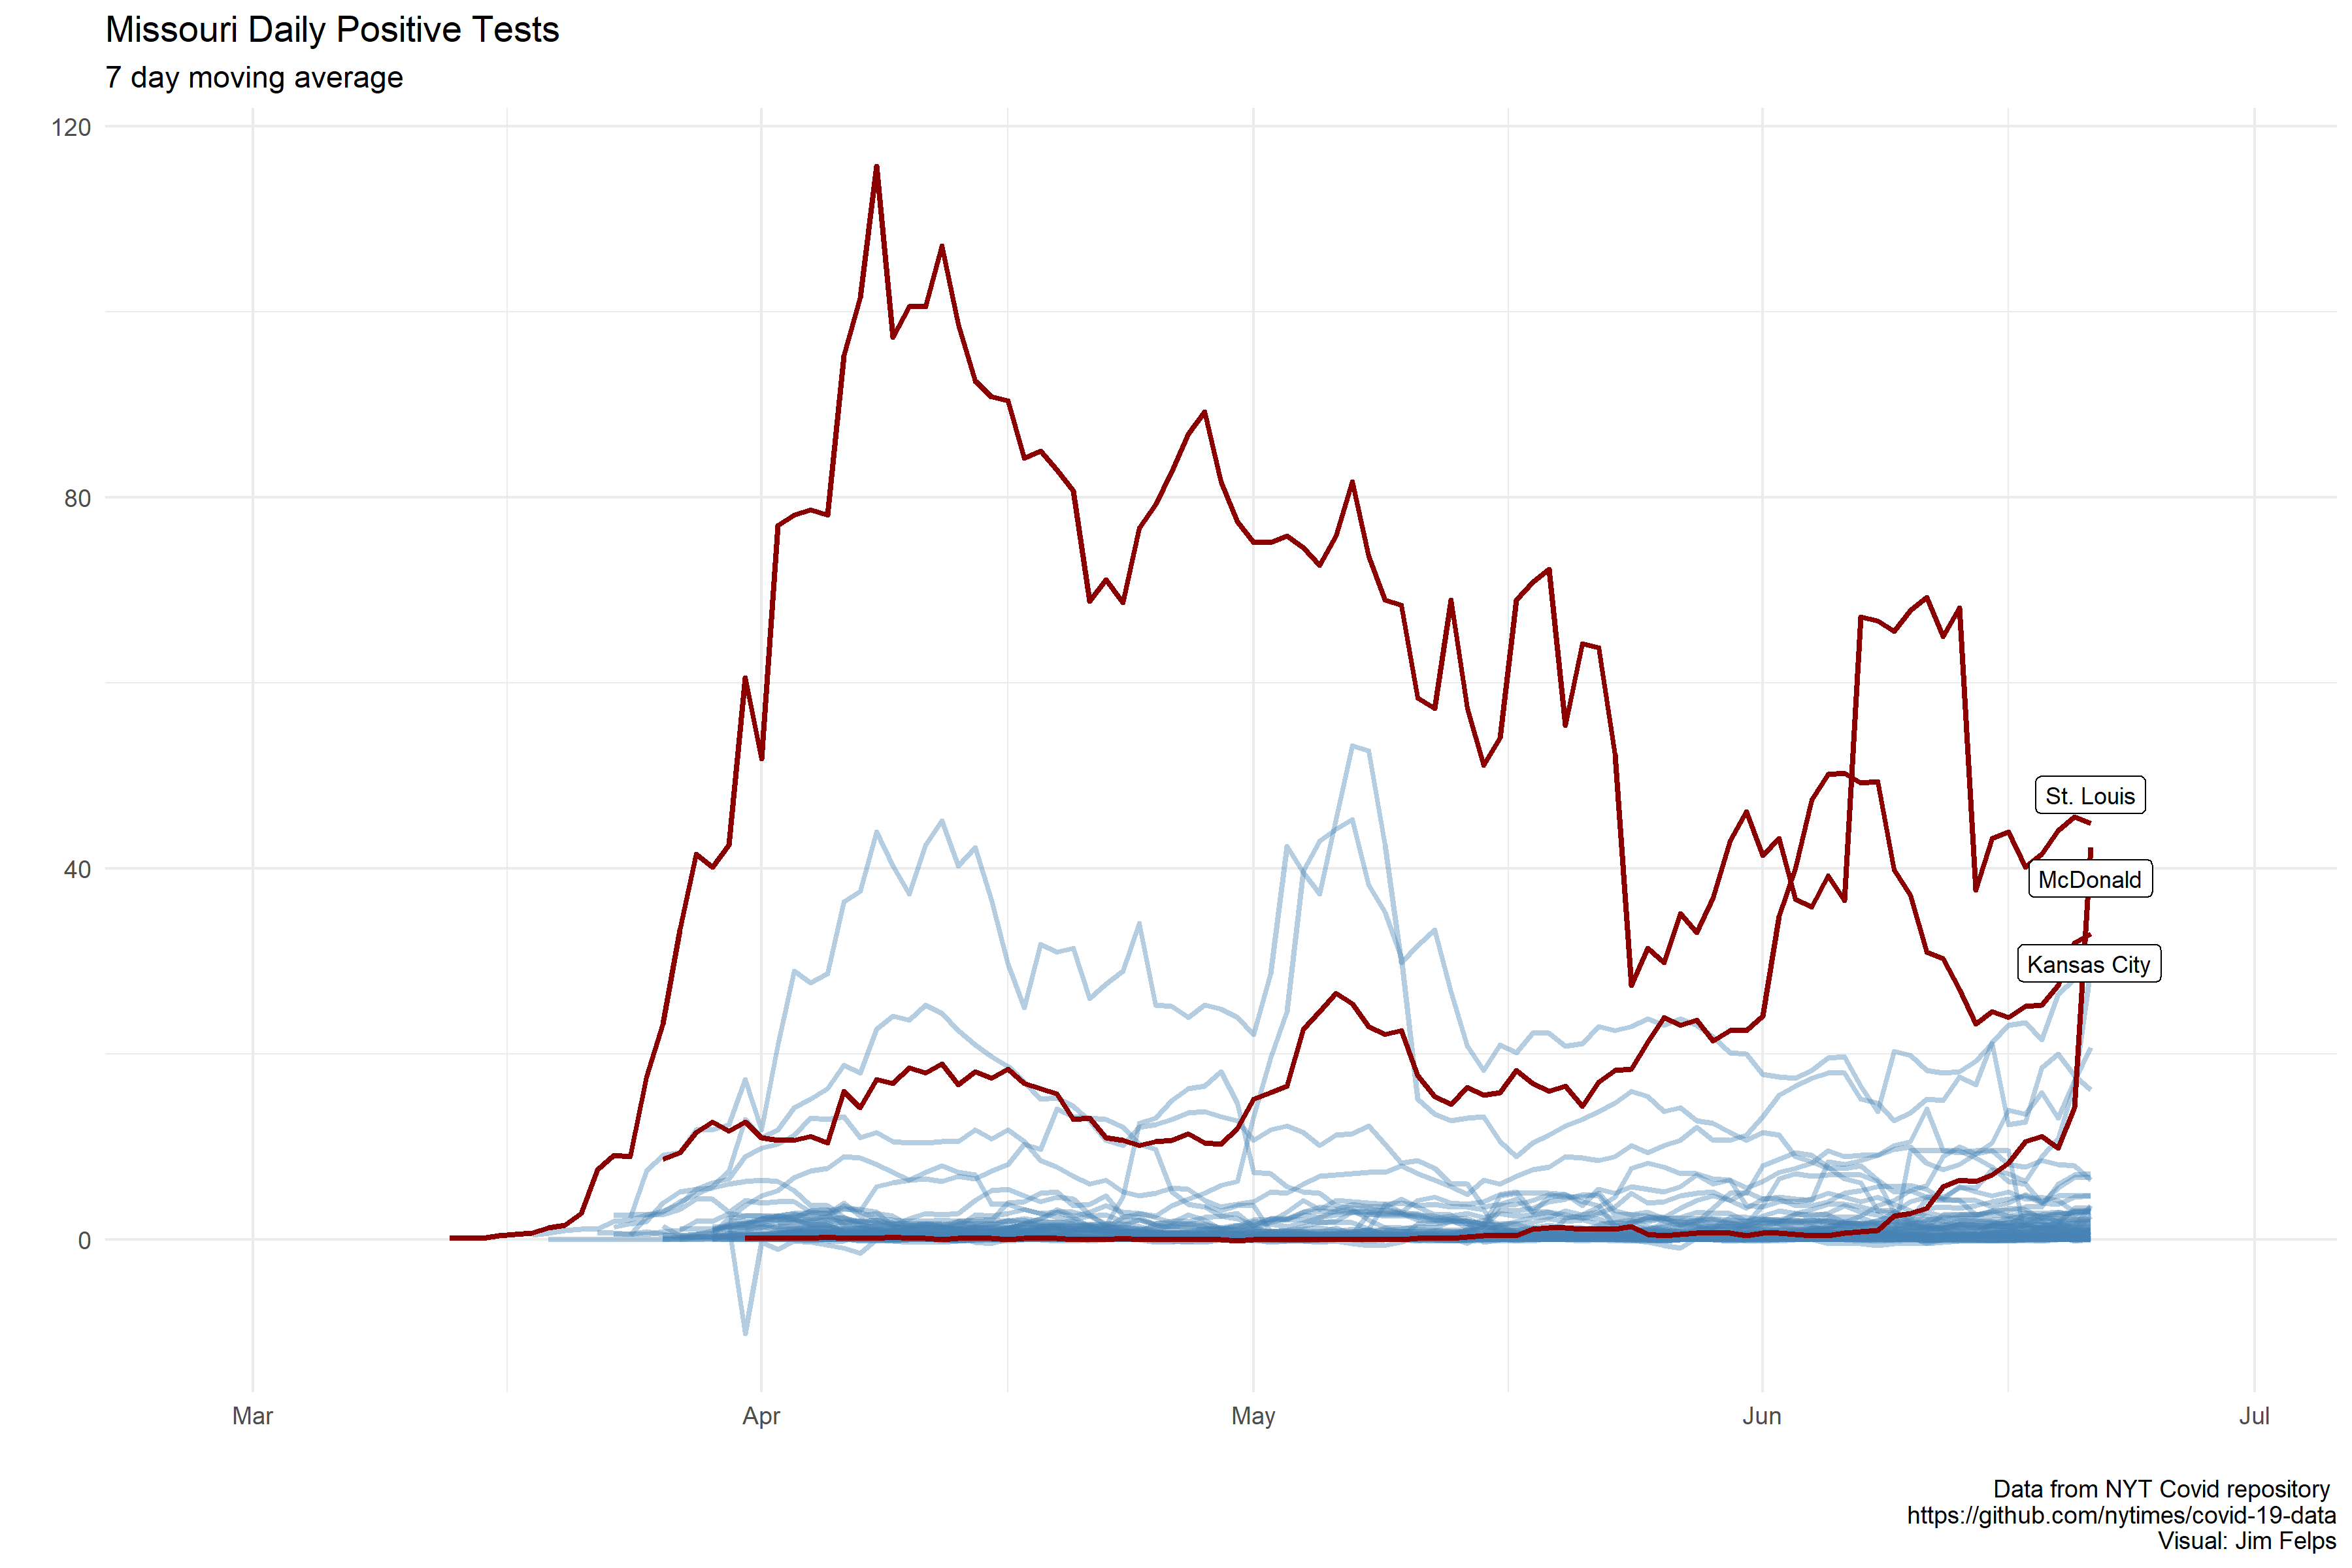 Missouri Daily Positive Tests
7 day moving average
120
80
40
0
St. Louis
McDonald
Kansas City
Mar Apr May Jun Jul
Data from NYT Covid repository
https://github.com/nytimes/covid-19-data
Visual: Jim Felps